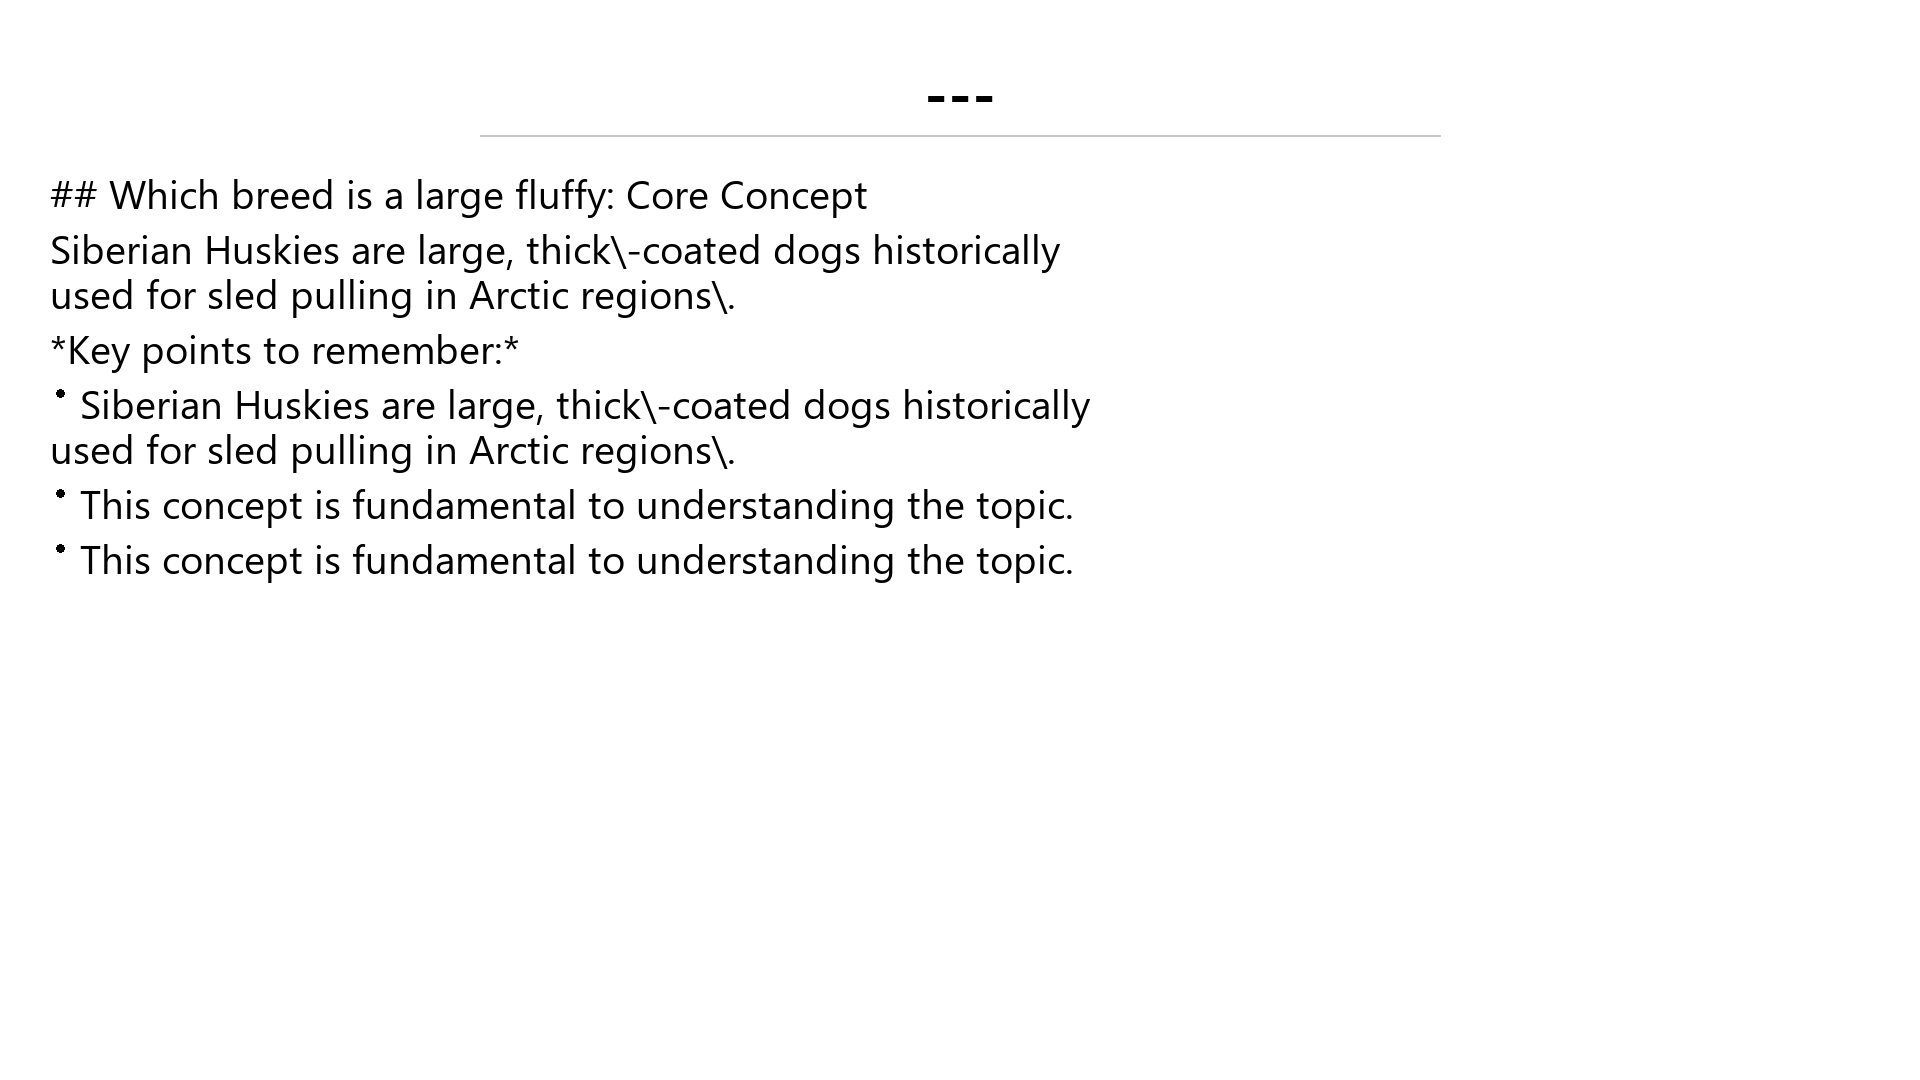 ---
## Which breed is a large fluffy: Core Concept
Siberian Huskies are large, thick\-coated dogs historically
used for sled pulling in Arctic regions\.
*Key points to remember:*
• Siberian Huskies are large, thick\-coated dogs historically
used for sled pulling in Arctic regions\.
• This concept is fundamental to understanding the topic.
• This concept is fundamental to understanding the topic.